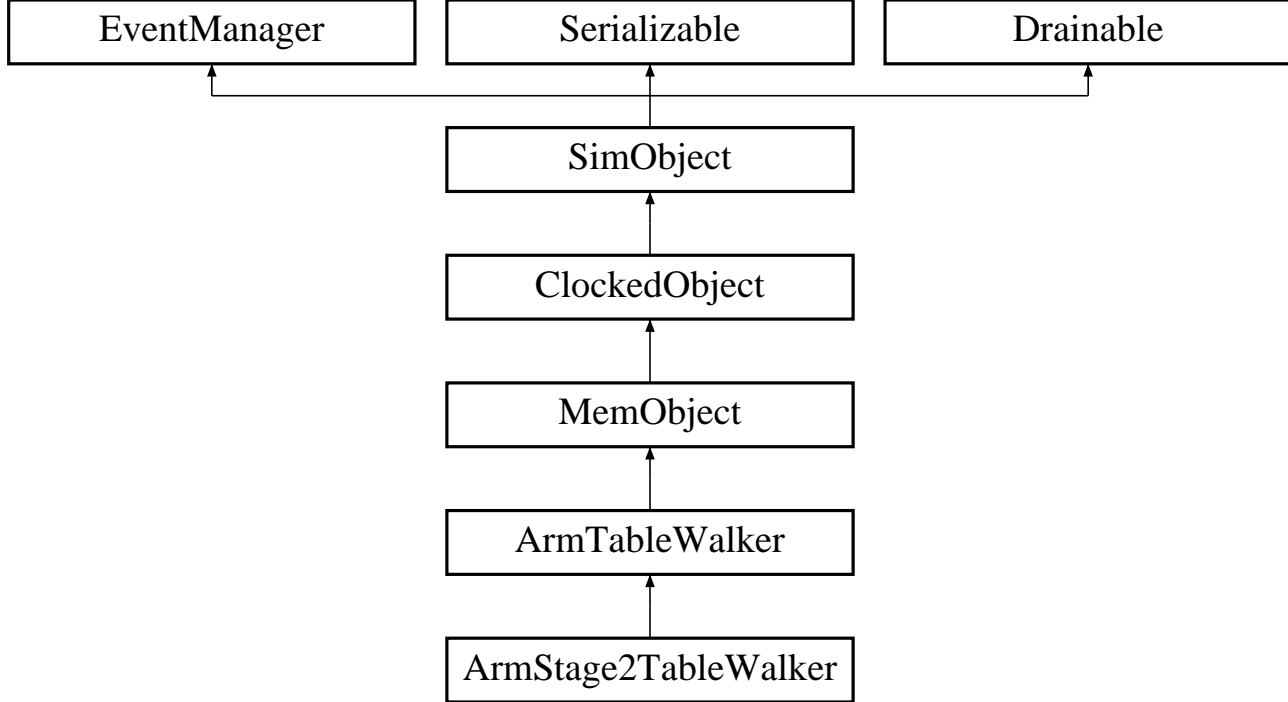 EventManager
Serializable
Drainable
SimObject
ClockedObject
MemObject
ArmTableWalker
ArmStage2TableWalker